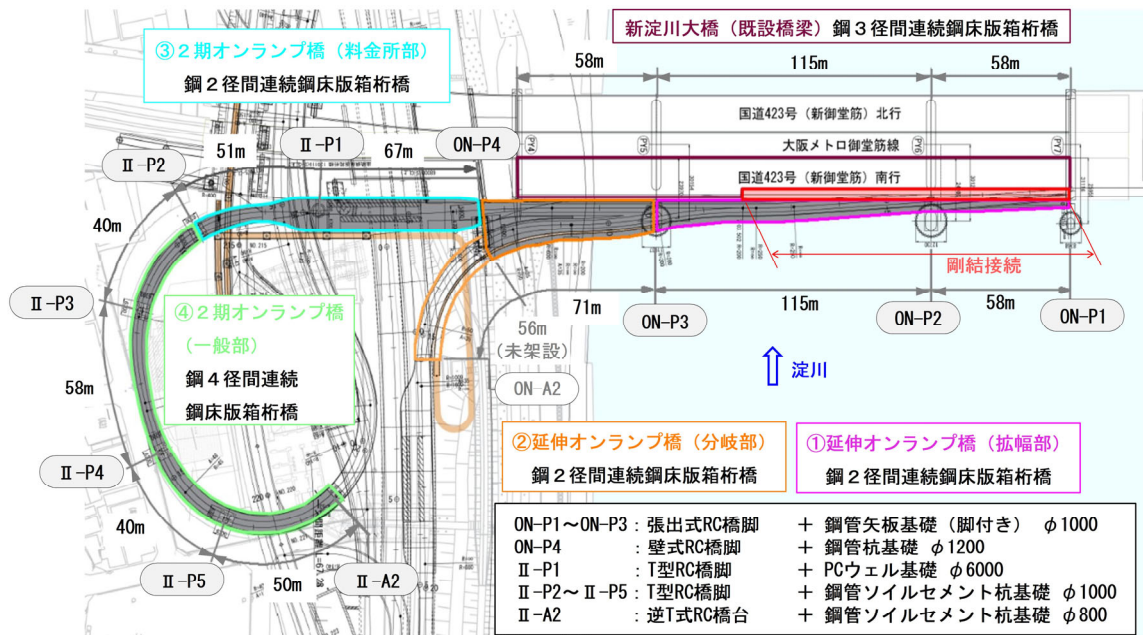 新淀川大橋（既設橋梁）鋼３径間連続鋼床版箱桁橋
③２期オンランプ橋（料金所部）
鋼２径間連続鋼床版箱桁橋
58m
115m
58m
国道423号（新御堂筋）北行
大阪メトロ御堂筋線
国道423号（新御堂筋）南行
PY4
PY5
PY6
PY7
Ⅱ-P2
51m
Ⅱ-P1
67m
ON-P4
40m
Ⅱ-P3
④２期オンランプ橋
（一般部）
鋼４径間連続
鋼床版箱桁橋
58m
Ⅱ-P4
40m
Ⅱ-P5
50m
Ⅱ-A2
56m
（未架設）
ON-A2
71m
ON-P3
115m
ON-P2
58m
ON-P1
剛結接続
淀川
②延伸オンランプ橋（分岐部）
鋼２径間連続鋼床版箱桁橋
①延伸オンランプ橋（拡幅部）
鋼２径間連続鋼床版箱桁橋
ON-P1～ON-P3：張出式RC橋脚 ＋ 鋼管矢板基礎（脚付き） φ1000
ON-P4 ：壁式RC橋脚 ＋ 鋼管杭基礎 φ1200
Ⅱ-P1 ：T型RC橋脚 ＋ PCウェル基礎 φ6000
Ⅱ-P2～Ⅱ-P5：T型RC橋脚 ＋ 鋼管ソイルセメント杭基礎 φ1000
Ⅱ-A2 ：逆T式RC橋台 ＋ 鋼管ソイルセメント杭基礎 φ800